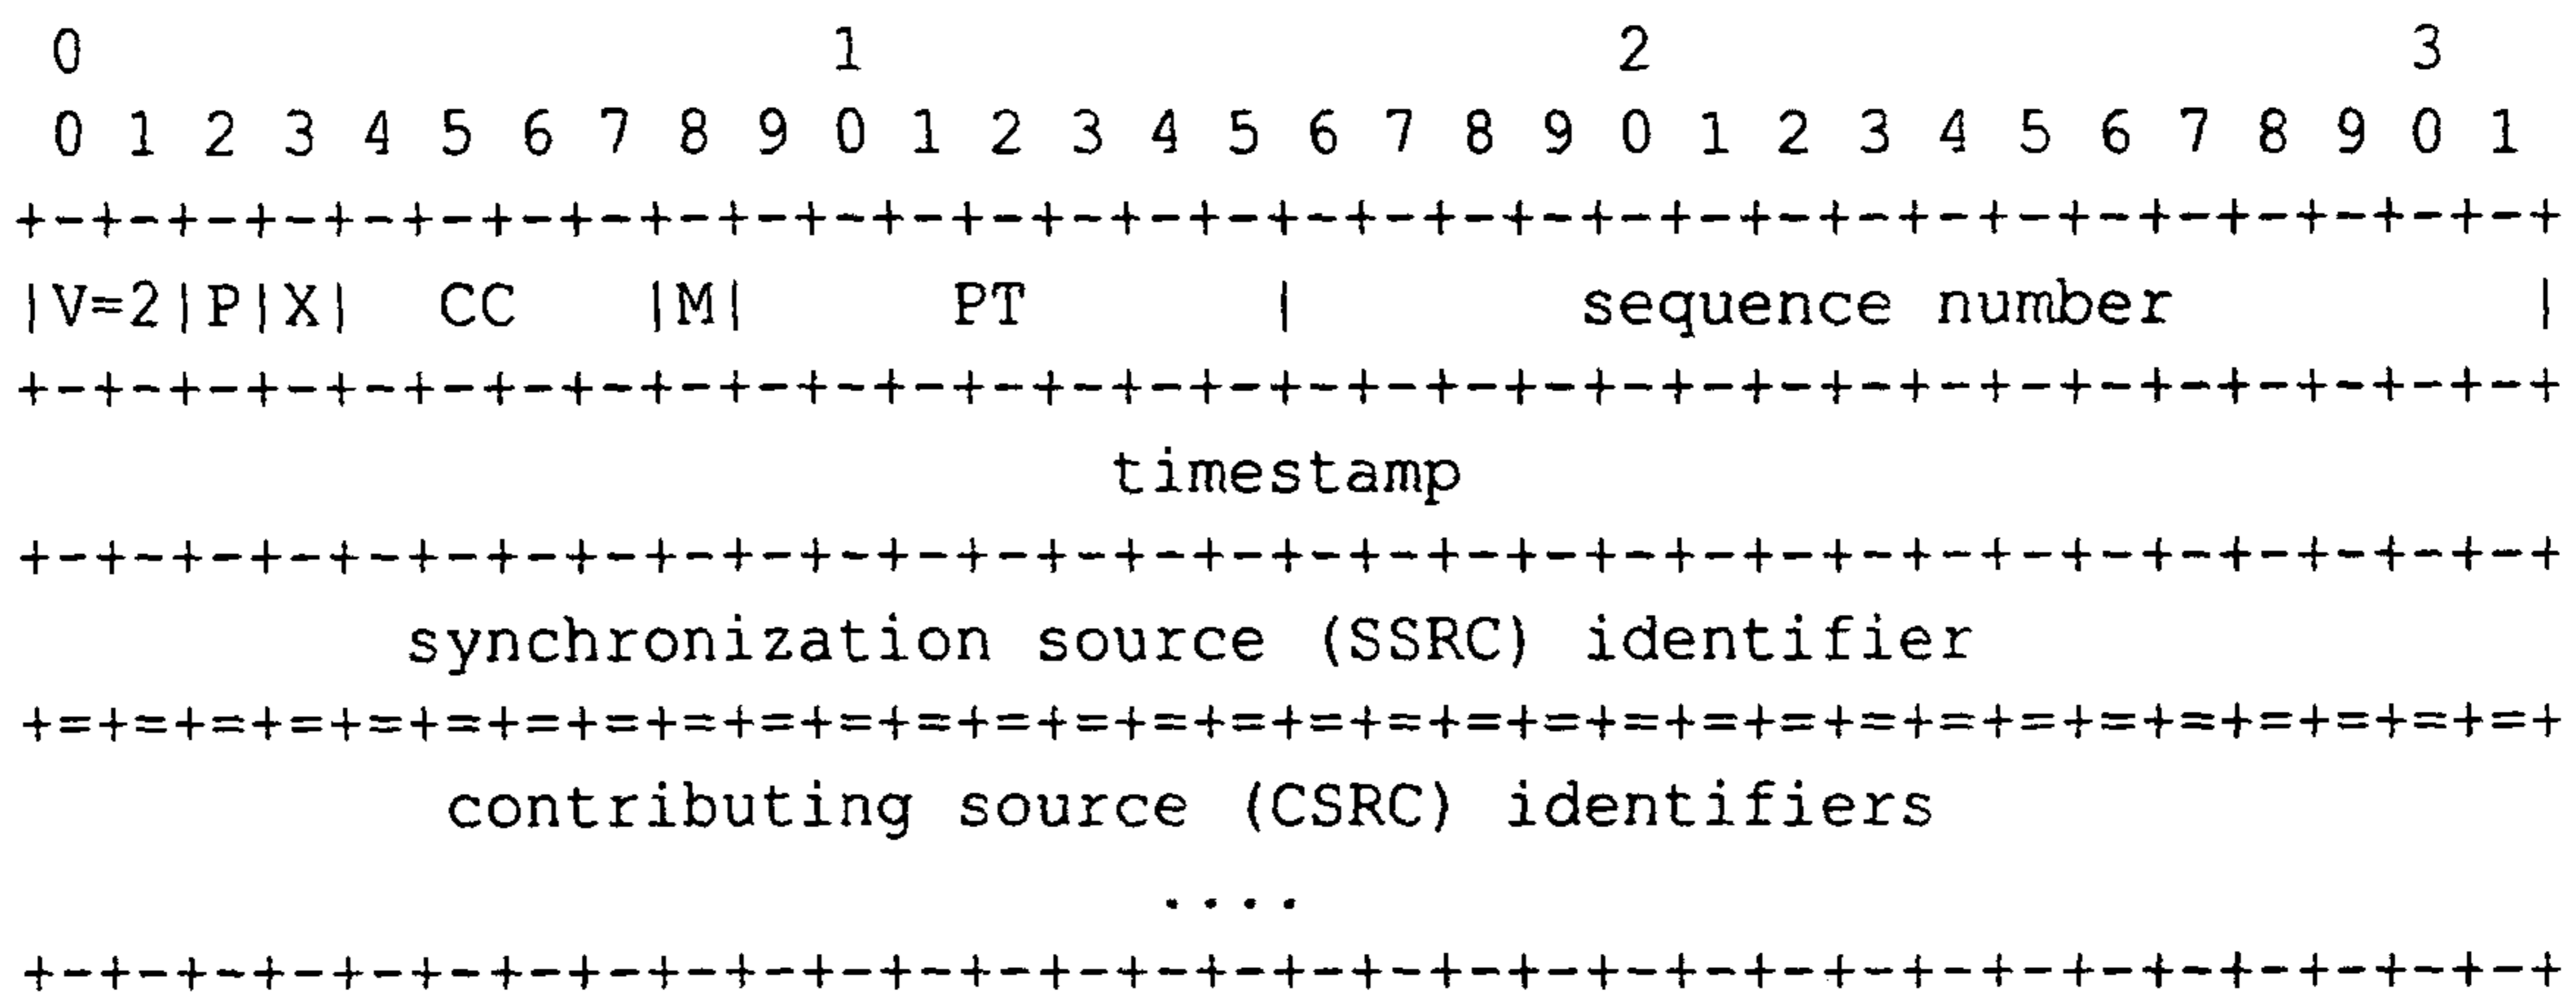 0                   1                   2                   3
0 1 2 3 4 5 6 7 8 9 0 1 2 3 4 5 6 7 8 9 0 1 2 3 4 5 6 7 8 9 0 1
+-+-+-+-+-+-+-+-+-+-+-+-+-+-+-+-+-+-+-+-+-+-+-+-+-+-+-+-+-+-+-+-+
|V=2|P|X|  CC   |M|     PT      |       sequence number         |
+-+-+-+-+-+-+-+-+-+-+-+-+-+-+-+-+-+-+-+-+-+-+-+-+-+-+-+-+-+-+-+-+
timestamp
+-+-+-+-+-+-+-+-+-+-+-+-+-+-+-+-+-+-+-+-+-+-+-+-+-+-+-+-+-+-+-+-+
synchronization source (SSRC) identifier
+=+=+=+=+=+=+=+=+=+=+=+=+=+=+=+=+=+=+=+=+=+=+=+=+=+=+=+=+=+=+=+=+
contributing source (CSRC) identifiers
....
+-+-+-+-+-+-+-+-+-+-+-+-+-+-+-+-+-+-+-+-+-+-+-+-+-+-+-+-+-+-+-+-+